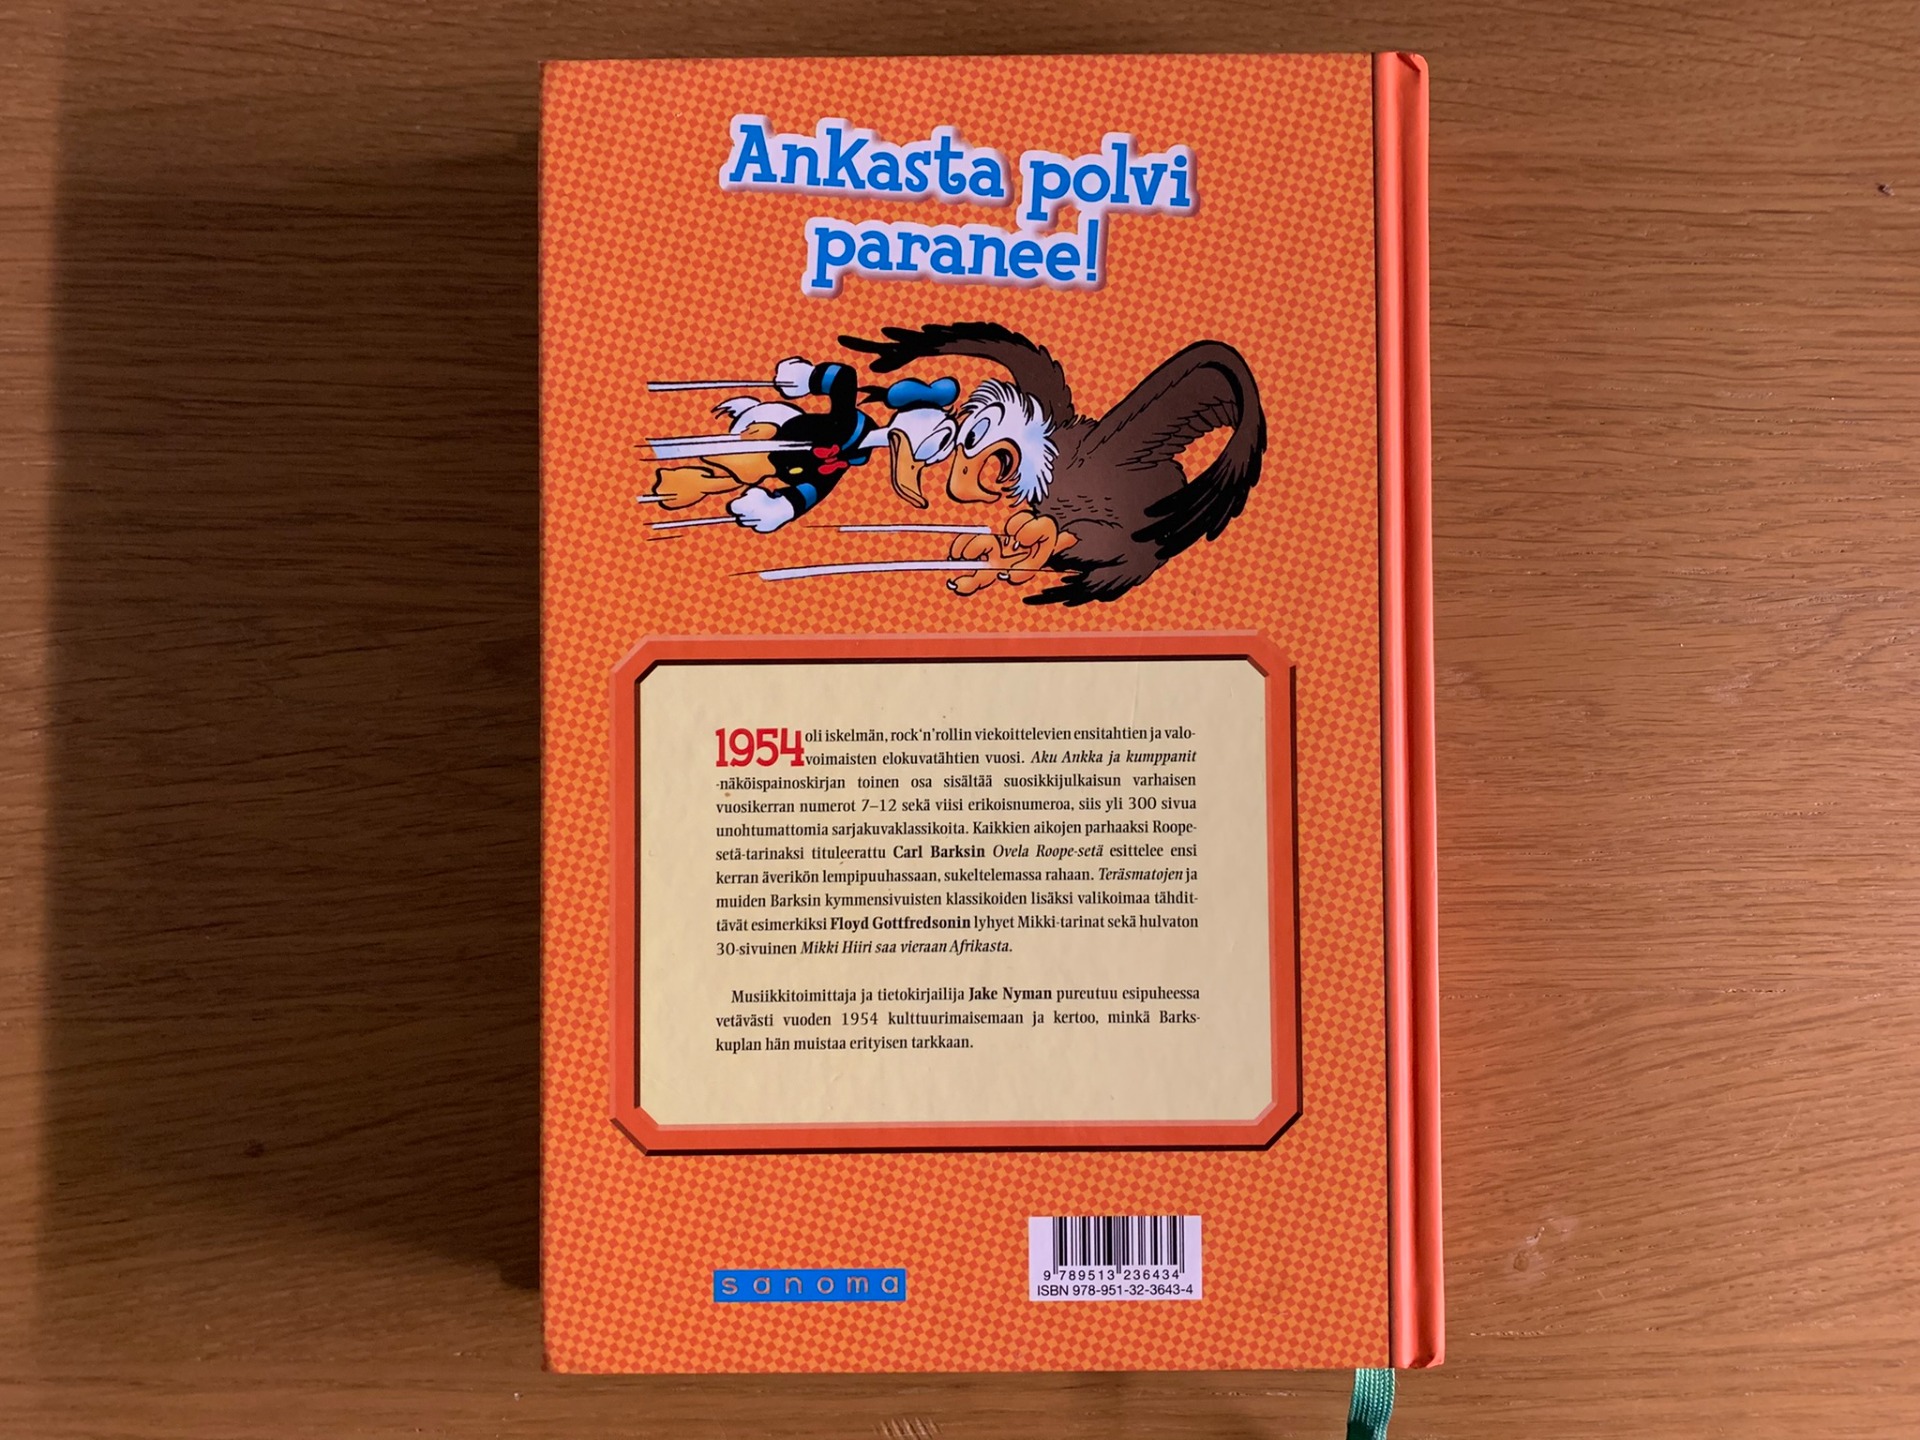 Ankasta polvi
paranee!
1954 oli iskelmän, rock'n'rollin viekoittelevien ensitahtien ja valo-
voimaisten elokuvatähtien vuosi. Aku Ankka ja kumppanit
-näköispainoskirjan toinen osa sisältää suosikkijulkaisun varhaisen
vuosikerran numerot 7–12 sekä viisi erikoisnumeroa, siis yli 300 sivua
unohtumattomia sarjakuvaklassikoita. Kaikkien aikojen parhaaksi Roope-
setä-tarinaksi tituleerattu Carl Barksin Ovela Roope-setä esittelee ensi
kerran äverikön lempipuuhassaan, sukeltelemassa rahaan. Teräsmatojen ja
muiden Barksin kymmensivuisten klassikoiden lisäksi valikoimaa tähdit-
tävät esimerkiksi Floyd Gottfredsonin lyhyet Mikki-tarinat sekä hulvaton
30-sivuinen Mikki Hiiri saa vieraan Afrikasta.
Musiikkitoimittaja ja tietokirjailija Jake Nyman pureutuu esipuheessa
vetävästi vuoden 1954 kulttuurimaisemaan ja kertoo, minkä Barks-
kuplan hän muistaa erityisen tarkkaan.
sanoma
9 789513 236434
ISBN 978-951-32-3643-4